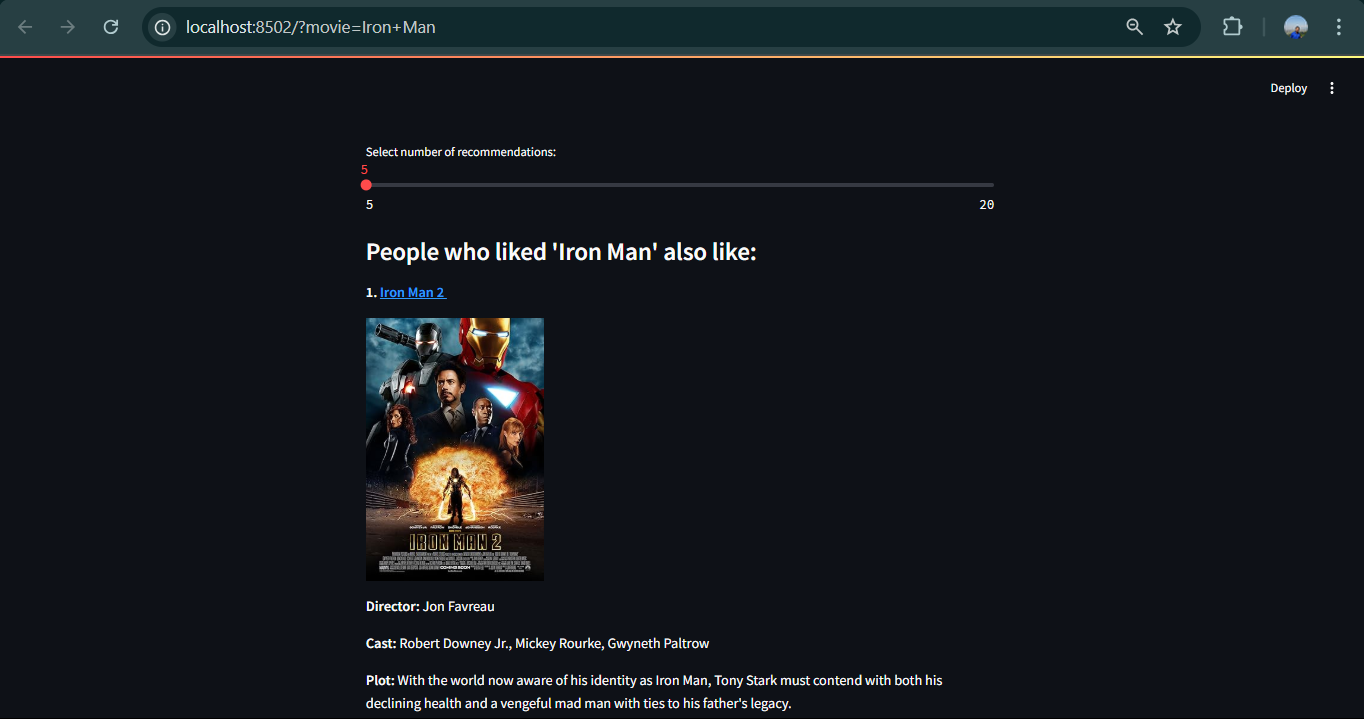 localhost:8502/?movie=Iron+Man
Deploy
Select number of recommendations:
5
5
20
People who liked 'Iron Man' also like:
1. Iron Man 2
IRON MAN 2
Director: Jon Favreau
Cast: Robert Downey Jr., Mickey Rourke, Gwyneth Paltrow
Plot: With the world now aware of his identity as Iron Man, Tony Stark must contend with both his
declining health and a vengeful mad man with ties to his father's legacy.